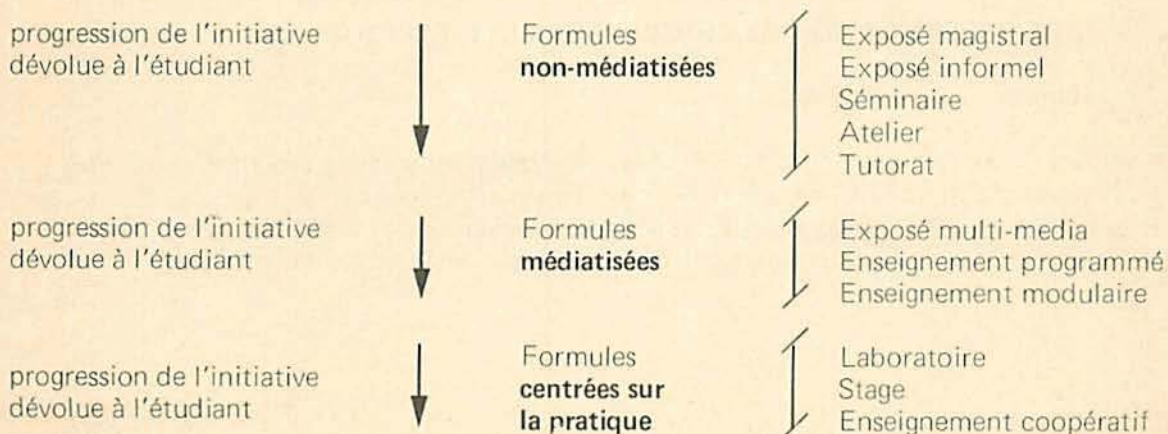 progression de l'initiative
dévolue à l'étudiant
Formules
non-médiatisées
Exposé magistral
Exposé informel
Séminaire
Atelier
Tutorat
progression de l'initiative
dévolue à l'étudiant
Formules
médiatisées
Exposé multi-media
Enseignement programmé
Enseignement modulaire
progression de l'initiative
dévolue à l'étudiant
Formules
centrées sur
la pratique
Laboratoire
Stage
Enseignement coopératif